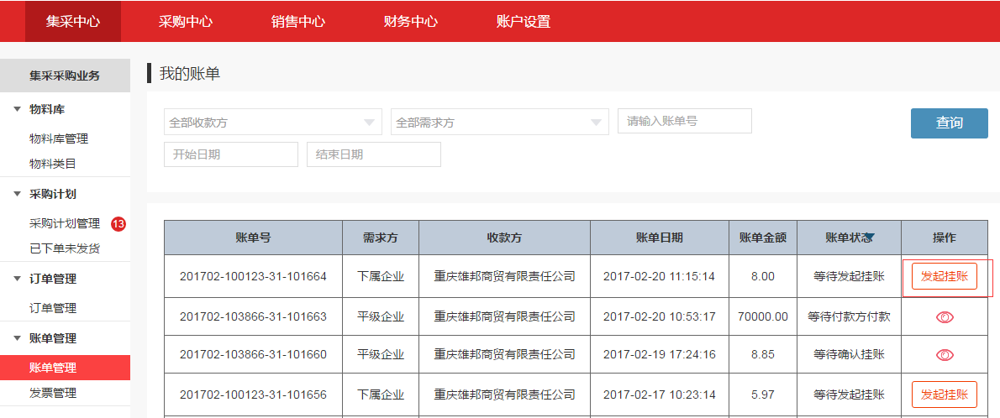 集采中心 采购中心 销售中心 财务中心 账户设置
集采采购业务
物料库
物料库管理
物料类目
采购计划
采购计划管理 13
已下单未发货
订单管理
订单管理
账单管理
账单管理
发票管理
我的账单
全部收款方 全部需求方 请输入账单号 查询
开始日期 结束日期
账单号 需求方 收款方 账单日期 账单金额 账单状态 操作
201702-100123-31-101664 下属企业 重庆雄邦商贸有限责任公司 2017-02-20 11:15:14 8.00 等待发起挂账 发起挂账
201702-103866-31-101663 平级企业 重庆雄邦商贸有限责任公司 2017-02-20 10:53:17 70000.00 等待付款方付款
201702-103866-31-101660 平级企业 重庆雄邦商贸有限责任公司 2017-02-19 17:24:16 8.85 等待确认挂账
201702-100123-31-101656 下属企业 重庆雄邦商贸有限责任公司 2017-02-17 10:23:14 5.97 等待发起挂账 发起挂账